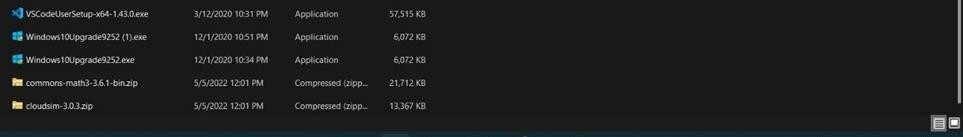 VSCodeUserSetup-x64-1.43.0.exe 3/12/2020 10:31 PM Application 57,515 KB
Windows10Upgrade9252 (1).exe 12/1/2020 10:51 PM Application 6,072 KB
Windows10Upgrade9252.exe 12/1/2020 10:34 PM Application 6,072 KB
commons-math3-3.6.1-bin.zip 5/5/2022 12:01 PM Compressed (zipp... 21,712 KB
cloudsim-3.0.3.zip 5/5/2022 12:01 PM Compressed (zipp... 13,367 KB